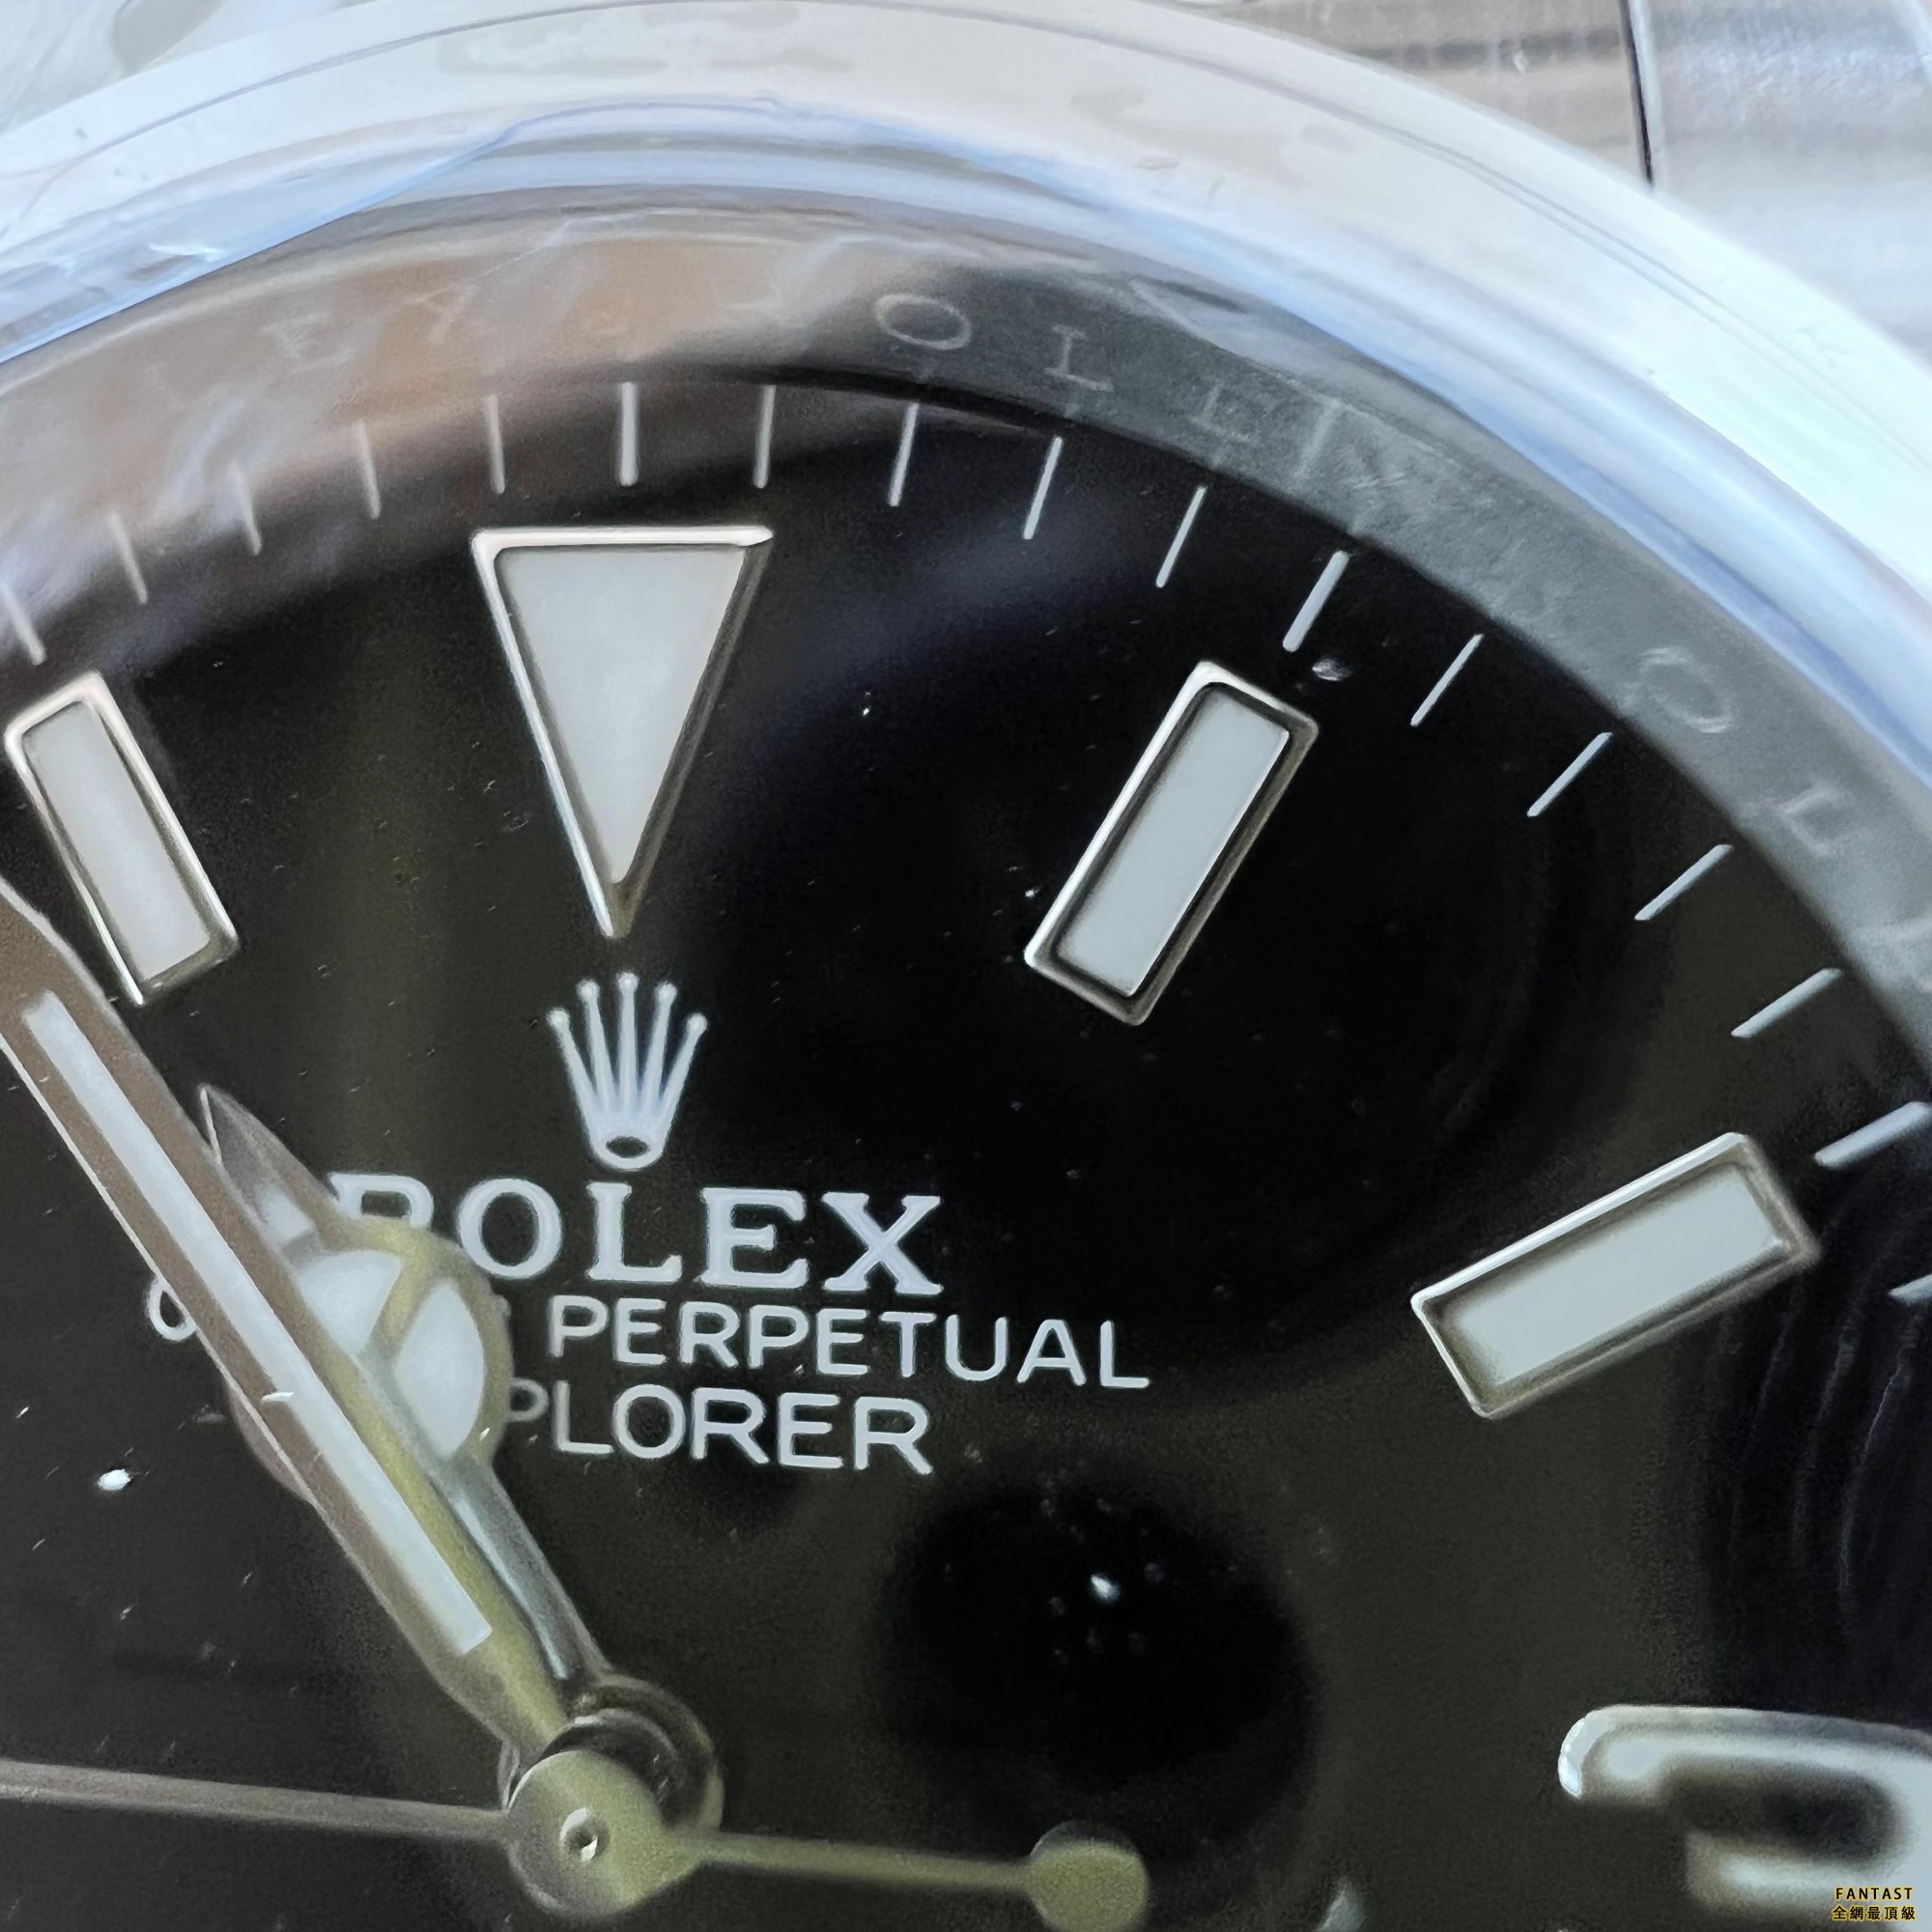 ROLEX
PERPETUAL
PLORER
FANTAST
全網最頂級